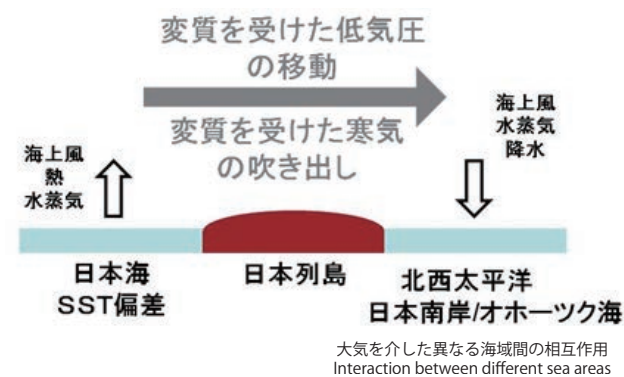 変質を受けた低気圧
の移動
変質を受けた寒気
の吹き出し
海上風
熱
水蒸気
海上風
水蒸気
降水
日本海
SST偏差
日本列島
北西太平洋
日本南岸/オホーツク海
大気を介した異なる海域間の相互作用
Interaction between different sea areas